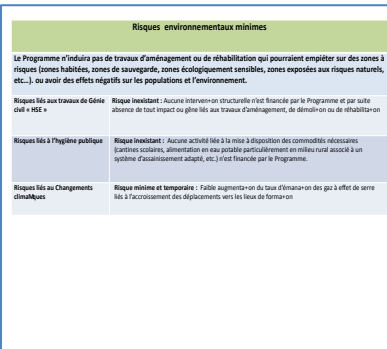 Risques  environnementaux minimes
Le Programme n'induira pas de travaux d'aménagement ou de réhabilitation qui pourraient empiéter sur des zones à
risques (zones habitées, zones de sauvegarde, zones écologiquement sensibles, zones exposées aux risques naturels,
etc…). ou avoir des effets négatifs sur les populations et l'environnement.
Risques liés aux travaux de Génie
civil « HSE »
Risque inexistant : Aucune interven+on structurelle n'est financée par le Programme et par suite
absence de tout impact ou gêne liés aux travaux d'aménagement, de démoli+on ou de réhabilita+on
Risques liés à l'hygiène publique
Risque inexistant :  Aucune activité liée à la mise à disposition des commodités nécessaires
(cantines scolaires, alimentation en eau potable particulièrement en milieu rural associé à un
système d'assainissement adapté, etc.) n'est financée par le Programme.
Risques liés au Changements
climaMques
Risque minime et temporaire :  Faible augmenta+on du taux d'émana+on des gaz à effet de serre
liés à l'accroissement des déplacements vers les lieux de forma+on